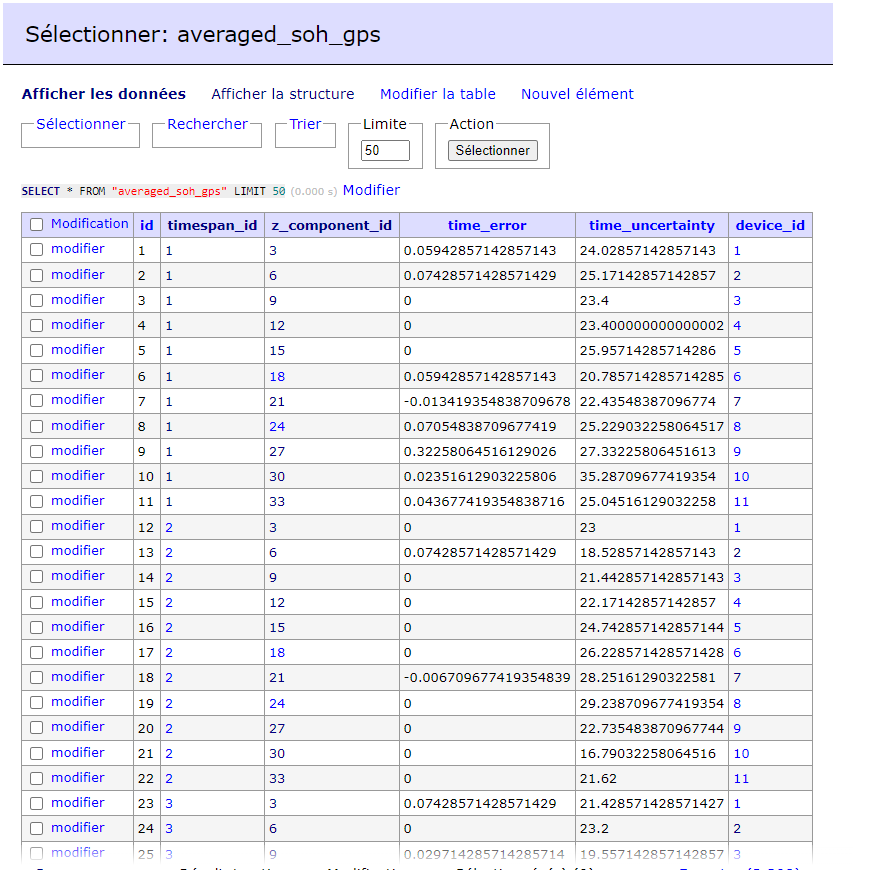 Sélectionner: averaged_soh_gps
Afficher les données Afficher la structure Modifier la table Nouvel élément
Sélectionner Rechercher Trier Limite Action
50 Sélectionner
SELECT * FROM "averaged_soh_gps" LIMIT 50 (0.000 s) Modifier
Modification id timespan_id z_component_id time_error time_uncertainty device_id
modifier 1 1 3 0.05942857142857143 24.02857142857143 1
modifier 2 1 6 0.07428571428571429 25.17142857142857 2
modifier 3 1 9 0 23.4 3
modifier 4 1 12 0 23.400000000000002 4
modifier 5 1 15 0 25.95714285714286 5
modifier 6 1 18 0.05942857142857143 20.785714285714285 6
modifier 7 1 21 -0.013419354838709678 22.43548387096774 7
modifier 8 1 24 0.07054838709677419 25.229032258064517 8
modifier 9 1 27 0.32258064516129026 27.33225806451613 9
modifier 10 1 30 0.02351612903225806 35.28709677419354 10
modifier 11 1 33 0.043677419354838716 25.04516129032258 11
modifier 12 2 3 0 23 1
modifier 13 2 6 0.07428571428571429 18.52857142857143 2
modifier 14 2 9 0 21.442857142857143 3
modifier 15 2 12 0 22.17142857142857 4
modifier 16 2 15 0 24.742857142857144 5
modifier 17 2 18 0 26.228571428571428 6
modifier 18 2 21 -0.006709677419354839 28.25161290322581 7
modifier 19 2 24 0 29.238709677419354 8
modifier 20 2 27 0 22.735483870967744 9
modifier 21 2 30 0 16.79032258064516 10
modifier 22 2 33 0 21.62 11
modifier 23 3 3 0.07428571428571429 21.428571428571427 1
modifier 24 3 6 0 23.2 2
modifier 25 3 9 0.029714285714285714 19.557142857142857 3